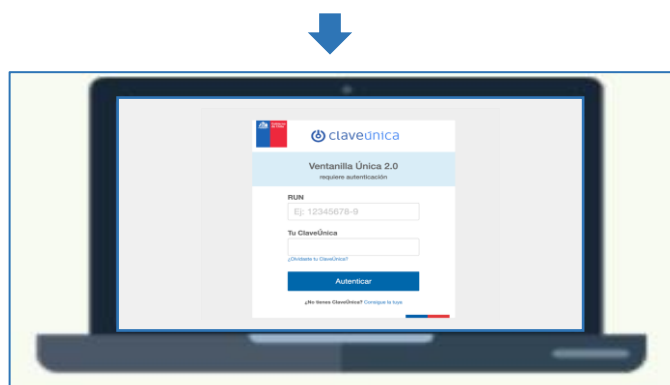 claveúnica
Ventanilla Única 2.0
requiere autenticación
RUN
Ej: 12345678-9
Tu ClaveÚnica
¿Olvidaste tu ClaveÚnica?
Autenticar
¿No tienes ClaveÚnica? Consigue la tuya